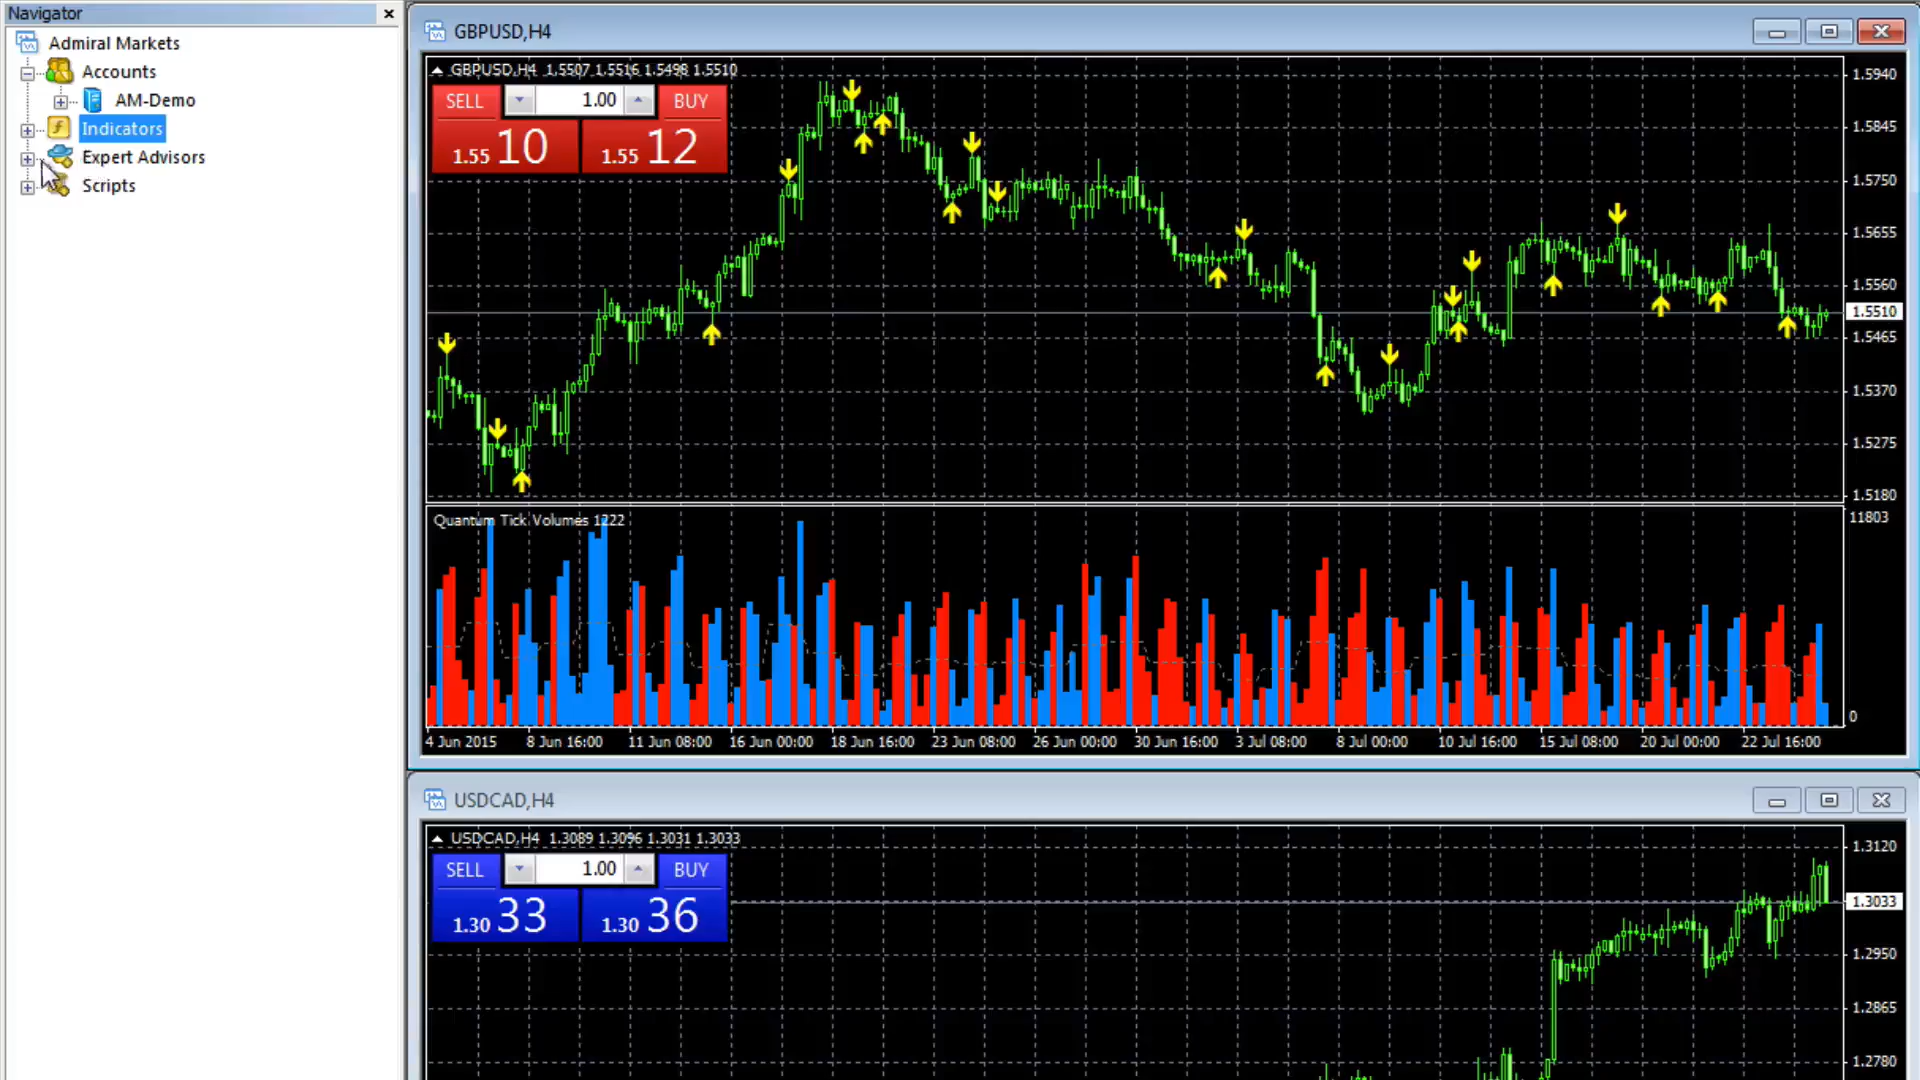 Navigator
Admiral Markets
Accounts
AM-Demo
Indicators
Expert Advisors
Scripts
GBPUSD,H4
GBPUSD,H4 1.5507 1.5516 1.5498 1.5510
SELL 1.00 BUY
1.55 10 1.55 12
1.5940
1.5845
1.5750
1.5655
1.5560
1.5510
1.5465
1.5370
1.5275
1.5180
Quantum Tick Volumes 1222
11803
0
4 Jun 2015 8 Jun 16:00 11 Jun 08:00 16 Jun 00:00 18 Jun 16:00 23 Jun 08:00 26 Jun 00:00 30 Jun 16:00 3 Jul 08:00 8 Jul 00:00 10 Jul 16:00 15 Jul 08:00 20 Jul 00:00 22 Jul 16:00
USDCAD,H4
USDCAD,H4 1.3089 1.3096 1.3031 1.3033
SELL 1.00 BUY
1.30 33 1.30 36
1.3120
1.3033
1.2950
1.2865
1.2780